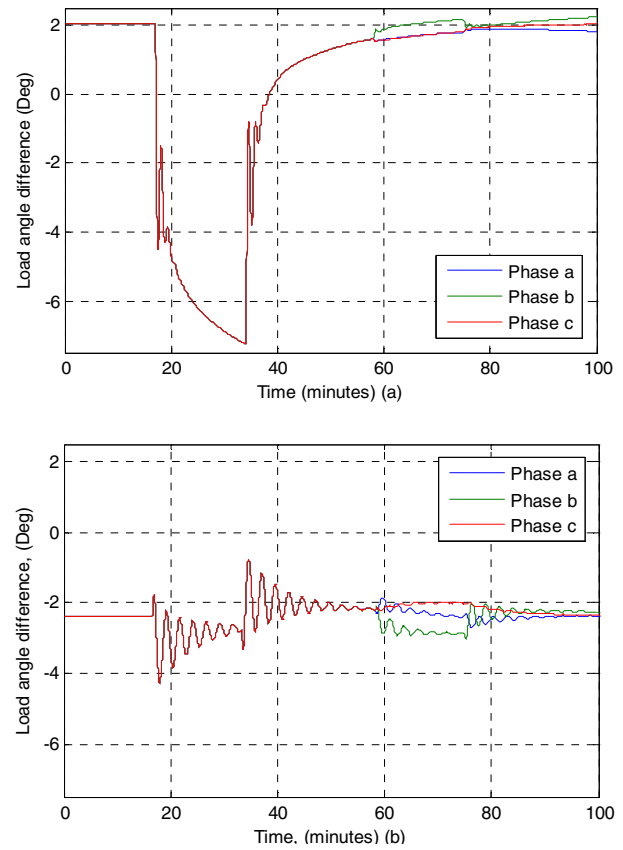 Load angle difference (Deg)
2
0
-2
-4
-6
Phase a
Phase b
Phase c
0 20 40 60 80 100
Time (minutes) (a)
Load angle difference, (Deg)
2
0
-2
-4
-6
Phase a
Phase b
Phase c
0 20 40 60 80 100
Time, (minutes) (b)